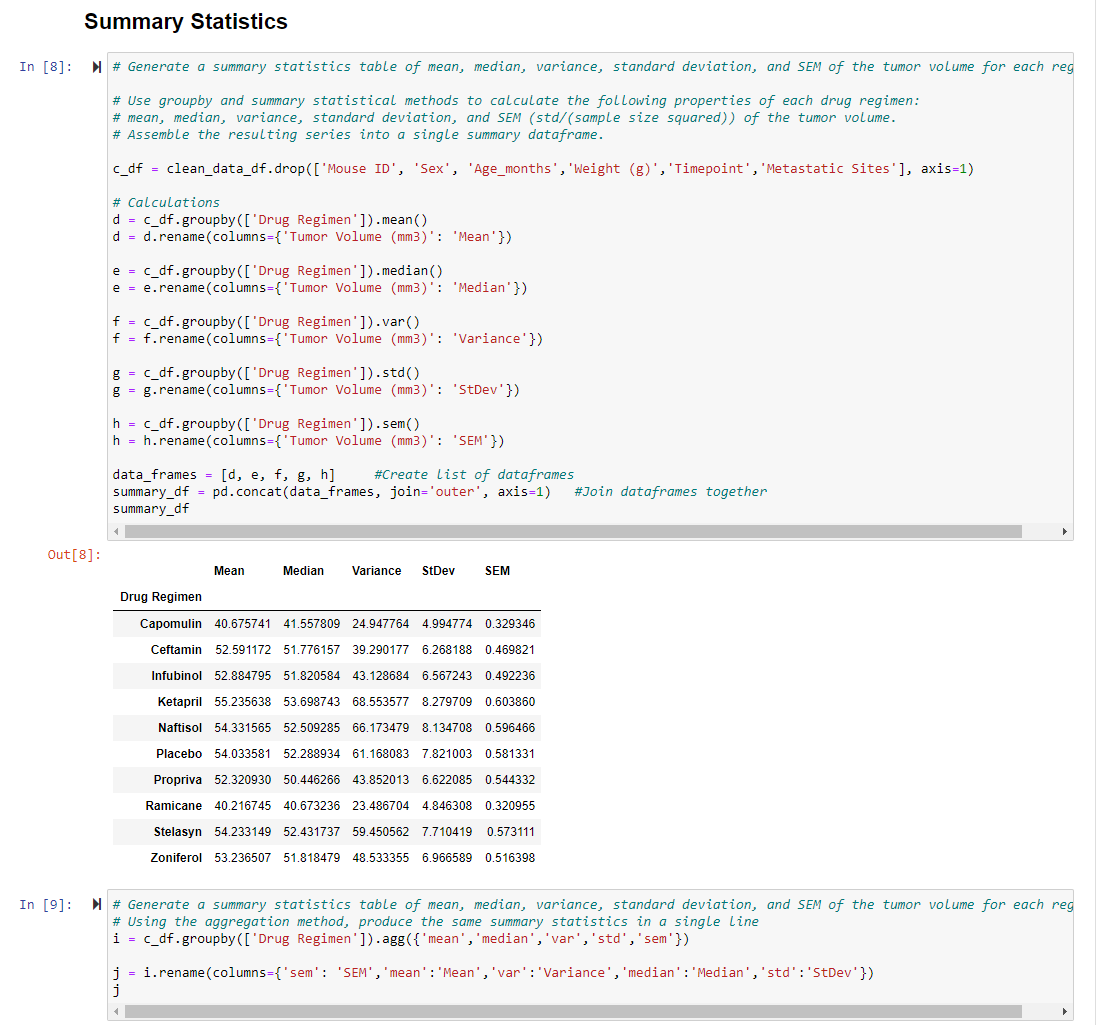 Summary Statistics
In [8]:
# Generate a summary statistics table of mean, median, variance, standard deviation, and SEM of the tumor volume for each reg
# Use groupby and summary statistical methods to calculate the following properties of each drug regimen:
# mean, median, variance, standard deviation, and SEM (std/(sample size squared)) of the tumor volume.
# Assemble the resulting series into a single summary dataframe.
c_df = clean_data_df.drop(['Mouse ID', 'Sex', 'Age_months','Weight (g)','Timepoint','Metastatic Sites'], axis=1)
# Calculations
d = c_df.groupby(['Drug Regimen']).mean()
d = d.rename(columns={'Tumor Volume (mm3)': 'Mean'})
e = c_df.groupby(['Drug Regimen']).median()
e = e.rename(columns={'Tumor Volume (mm3)': 'Median'})
f = c_df.groupby(['Drug Regimen']).var()
f = f.rename(columns={'Tumor Volume (mm3)': 'Variance'})
g = c_df.groupby(['Drug Regimen']).std()
g = g.rename(columns={'Tumor Volume (mm3)': 'StDev'})
h = c_df.groupby(['Drug Regimen']).sem()
h = h.rename(columns={'Tumor Volume (mm3)': 'SEM'})
data_frames = [d, e, f, g, h] #Create list of dataframes
summary_df = pd.concat(data_frames, join='outer', axis=1) #Join dataframes together
summary_df
Out[8]:
Mean Median Variance StDev SEM
Drug Regimen
Capomulin 40.675741 41.557809 24.947764 4.994774 0.329346
Ceftamin 52.591172 51.776157 39.290177 6.268188 0.469821
Infubinol 52.884795 51.820584 43.128684 6.567243 0.492236
Ketapril 55.235638 53.698743 68.553577 8.279709 0.603860
Naftisol 54.331565 52.509285 66.173479 8.134708 0.596466
Placebo 54.033581 52.288934 61.168083 7.821003 0.581331
Propriva 52.320930 50.446266 43.852013 6.622085 0.544332
Ramicane 40.216745 40.673236 23.486704 4.846308 0.320955
Stelasyn 54.233149 52.431737 59.450562 7.710419 0.573111
Zoniferol 53.236507 51.818479 48.533355 6.966589 0.516398
In [9]:
# Generate a summary statistics table of mean, median, variance, standard deviation, and SEM of the tumor volume for each reg
# Using the aggregation method, produce the same summary statistics in a single line
i = c_df.groupby(['Drug Regimen']).agg({'mean','median','var','std','sem'})
j = i.rename(columns={'sem': 'SEM','mean':'Mean','var':'Variance','median':'Median','std':'StDev'})
j